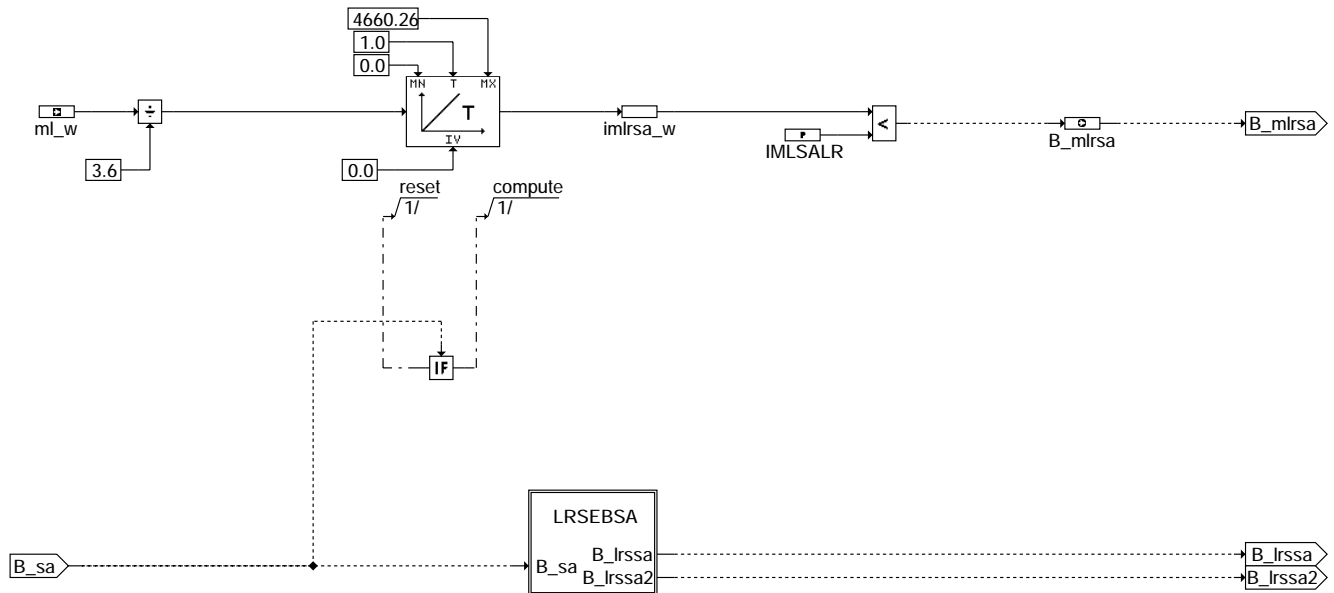 4660.26
1.0
0.0
MN T MX
T
IV
ml_w
÷
3.6
0.0
imlrsa_w
P
IMLSALR
<
B_mlrsa
B_mlrsa
reset
1/
compute
1/
IF
LRSEBSA
B_sa
B_sa
B_lrssa
B_lrssa2
B_lrssa
B_lrssa2